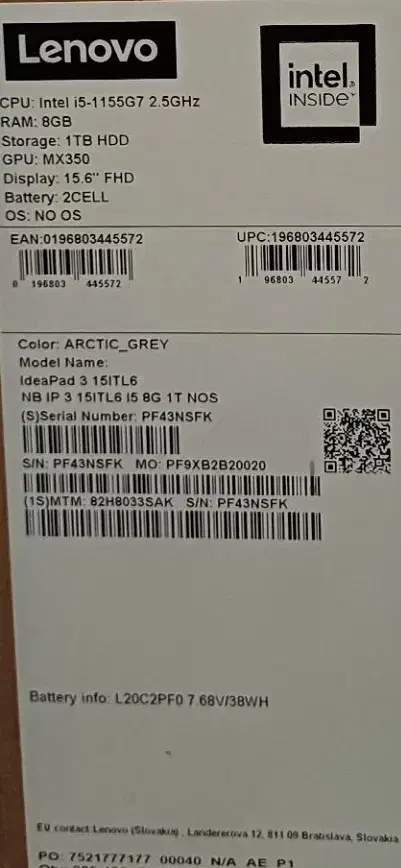 Lenovo
intel.
INSIDE™
CPU: Intel i5-1155G7 2.5GHz
RAM: 8GB
Storage: 1TB HDD
GPU: MX350
Display: 15.6" FHD
Battery: 2CELL
OS: NO OS
EAN:0196803445572 UPC:196803445572
0 196803 445572 1 96803 44557 2
Color: ARCTIC_GREY
Model Name:
IdeaPad 3 15ITL6
NB IP 3 15ITL6 I5 8G 1T NOS
(S)Serial Number: PF43NSFK
S/N: PF43NSFK MO: PF9XB2B20020
(1S)MTM: 82H8033SAK S/N: PF43NSFK
Battery info: L20C2PF0 7.68V/38WH
EU contact Lenovo (Slovakia) , Landererova 12, 811 09 Bratislava, Slovakia
PO: 7521777177 00040 N/A AE P1